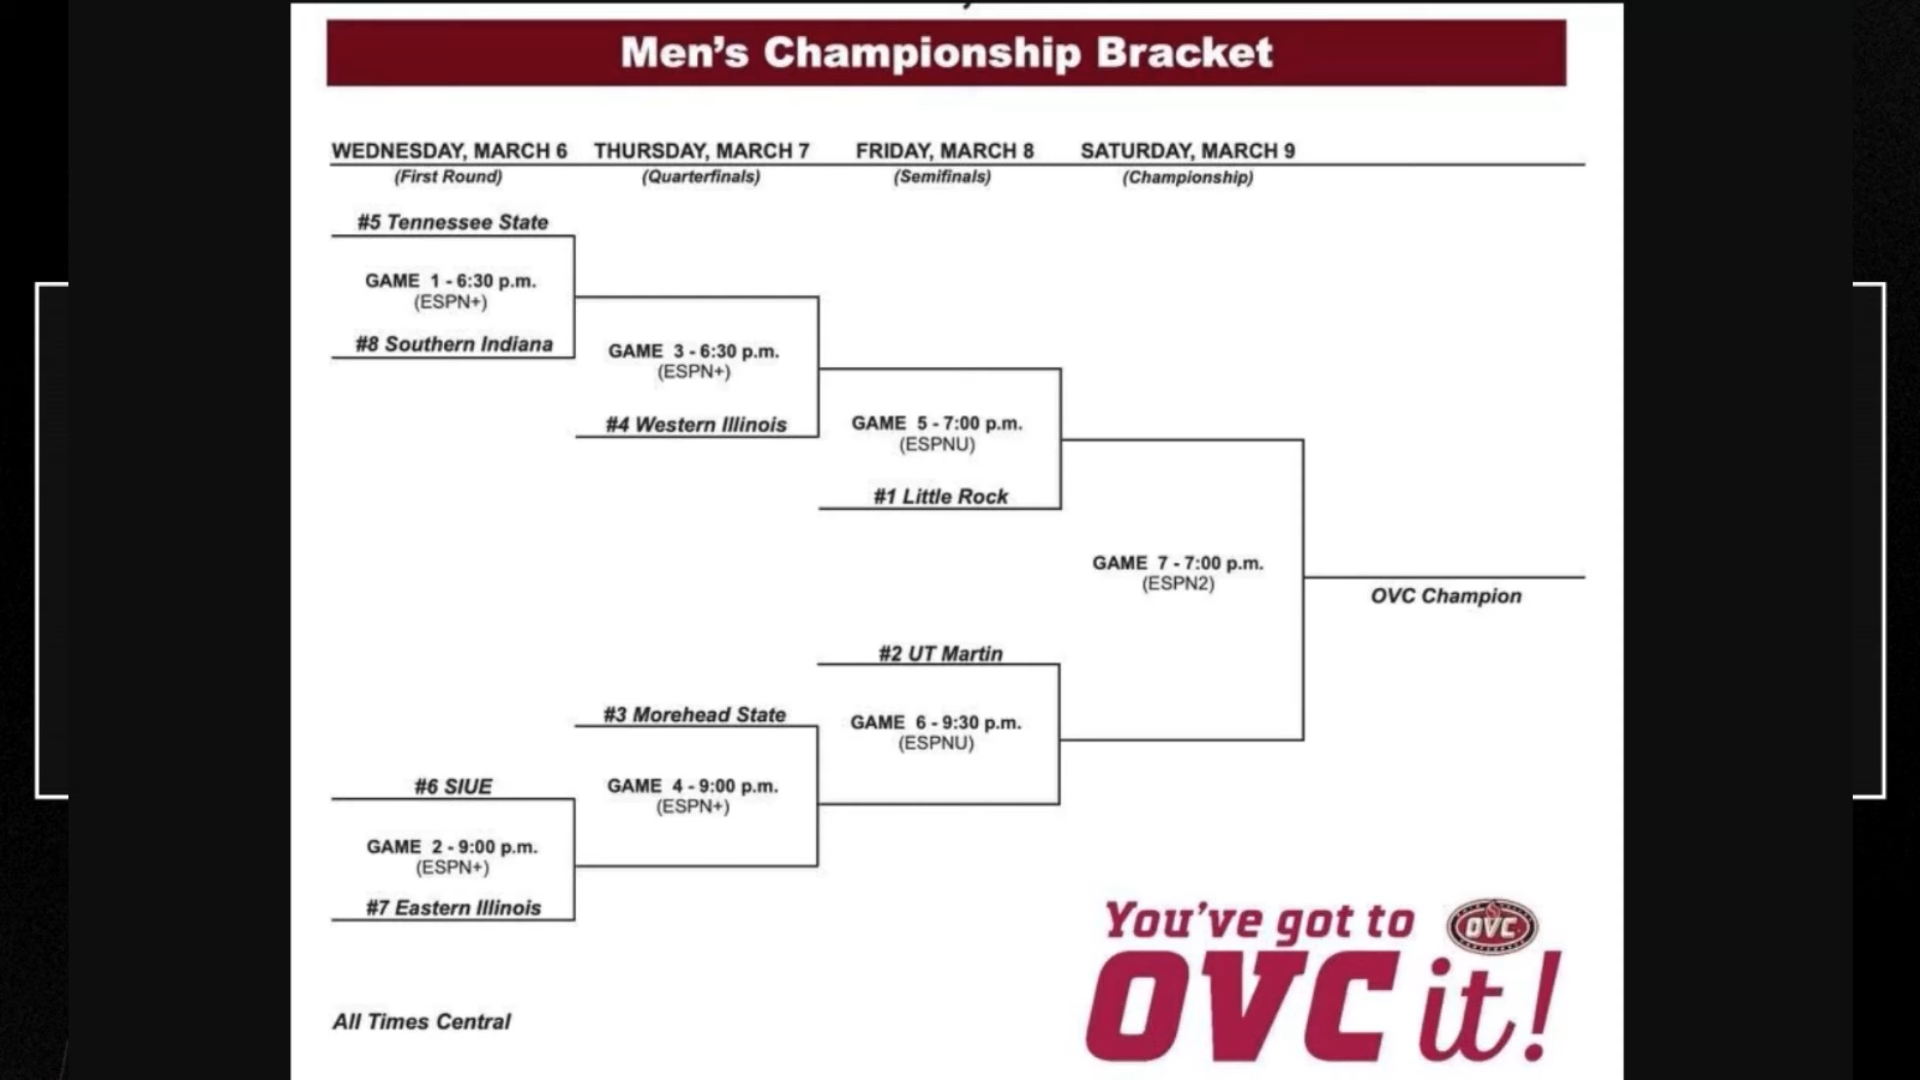 Men's Championship Bracket
WEDNESDAY, MARCH 6
(First Round)
THURSDAY, MARCH 7
(Quarterfinals)
FRIDAY, MARCH 8
(Semifinals)
SATURDAY, MARCH 9
(Championship)
#5 Tennessee State
GAME 1 - 6:30 p.m.
(ESPN+)
#8 Southern Indiana
GAME 3 - 6:30 p.m.
(ESPN+)
#4 Western Illinois
GAME 5 - 7:00 p.m.
(ESPNU)
#1 Little Rock
GAME 7 - 7:00 p.m.
(ESPN2)
OVC Champion
#2 UT Martin
#3 Morehead State
GAME 6 - 9:30 p.m.
(ESPNU)
#6 SIUE
GAME 4 - 9:00 p.m.
(ESPN+)
GAME 2 - 9:00 p.m.
(ESPN+)
#7 Eastern Illinois
You've got to
OVC
OVC it!
All Times Central